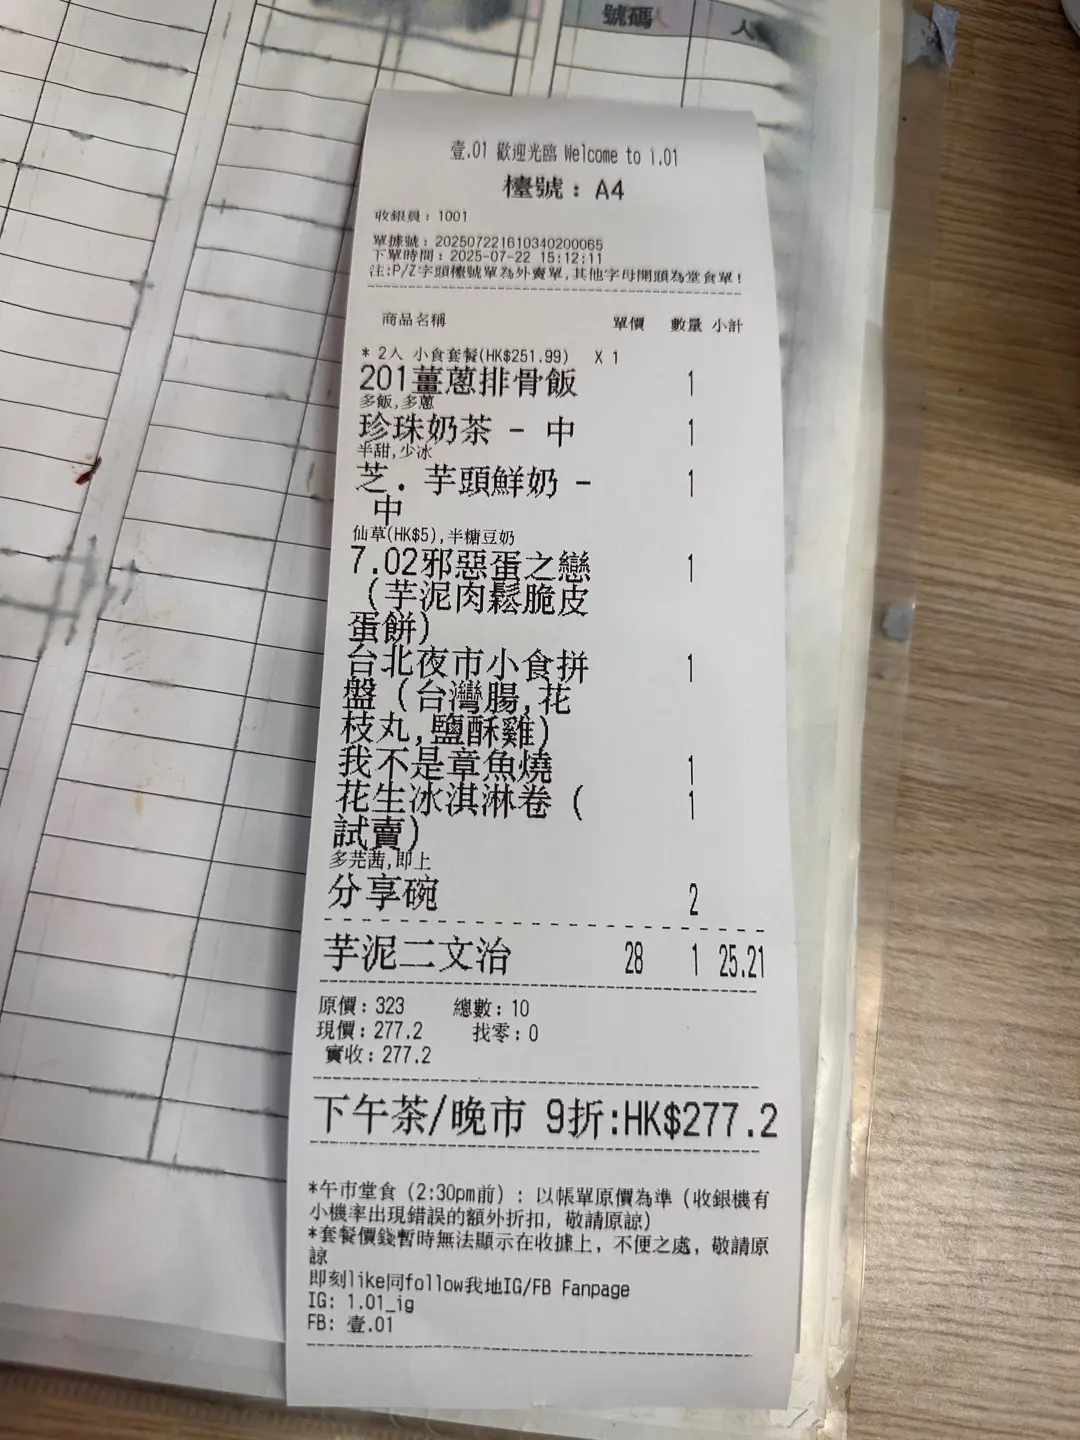 號碼
人
壹.01 歡迎光臨 Welcome to 1.01
檯號：A4
收銀員：1001
單據號：202507221610340200065
下單時間：2025-07-22 15:12:11
注:P/Z字頭檯號單為外賣單,其他字母開頭為堂食單！
商品名稱 單價 數量 小計
* 2人 小食套餐(HK$251.99) X 1
201薑蔥排骨飯 1
多飯,多蔥
珍珠奶茶 - 中 1
半甜,少冰
芝. 芋頭鮮奶 - 1
中
仙草(HK$5),半糖豆奶
7.02邪惡蛋之戀 1
（芋泥肉鬆脆皮
蛋餅)
台北夜市小食拼 1
盤（台灣腸,花
枝丸,鹽酥雞)
我不是章魚燒 1
花生冰淇淋卷（ 1
試賣)
多芫茜,即上
分享碗 2
芋泥二文治 28 1 25.21
原價：323 總數：10
現價：277.2 找零：0
實收：277.2
下午茶/晚市 9折:HK$277.2
*午市堂食（2:30pm前）：以帳單原價為準（收銀機有
小機率出現錯誤的額外折扣, 敬請原諒）
*套餐價錢暫時無法顯示在收據上, 不便之處, 敬請原
諒
即刻like同follow我地IG/FB Fanpage
IG: 1.01_ig
FB: 壹.01